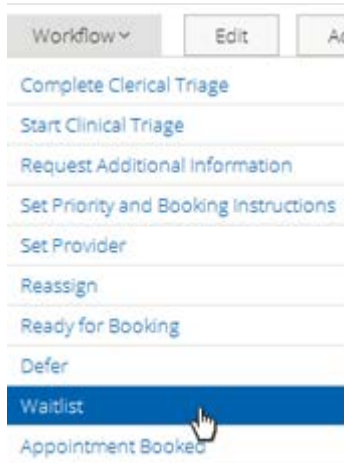 Workflow Edit
Complete Clerical Triage
Start Clinical Triage
Request Additional Information
Set Priority and Booking Instructions
Set Provider
Reassign
Ready for Booking
Defer
Waitlist
Appointment Booked